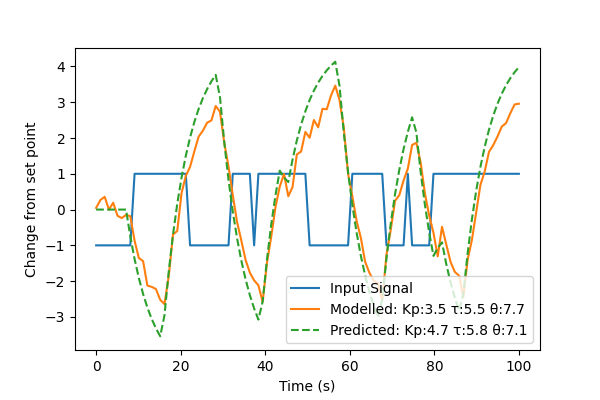 4
3
2
1
0
−1
−2
−3
Change from set point
0
20
40
60
80
100
Time (s)
Input Signal
Modelled: Kp:3.5 τ:5.5 θ:7.7
Predicted: Kp:4.7 τ:5.8 θ:7.1